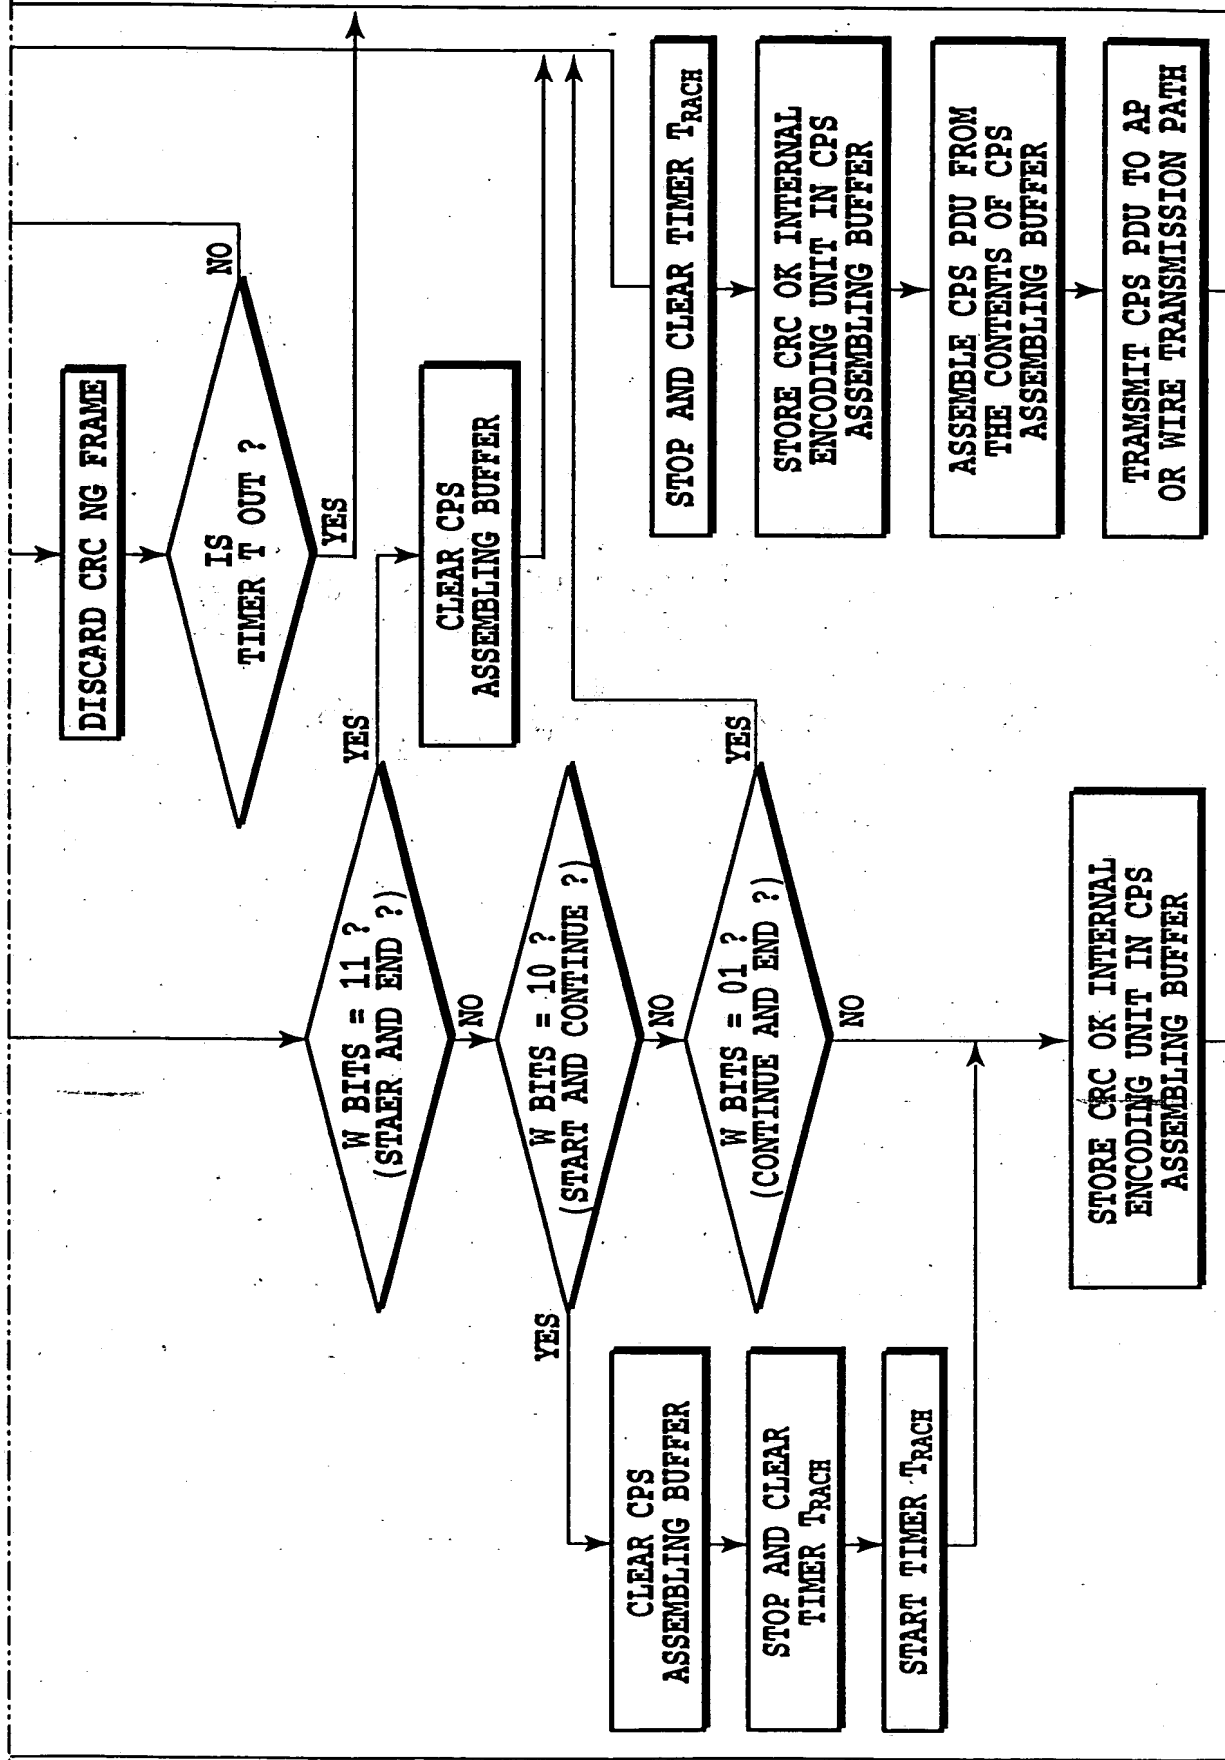 DISCARD CRC NG FRAME
IS
TIMER T OUT ?
NO
YES
W BITS = 11 ?
(STAER AND END ?)
YES
NO
CLEAR CPS
ASSEMBLING BUFFER
W BITS = 10 ?
(START AND CONTINUE ?)
YES
NO
W BITS = 01 ?
(CONTINUE AND END ?)
YES
NO
CLEAR CPS
ASSEMBLING BUFFER
STOP AND CLEAR
TIMER TRACH
START TIMER TRACH
STORE CRC OK INTERNAL
ENCODING UNIT IN CPS
ASSEMBLING BUFFER
STOP AND CLEAR TIMER TRACH
STORE CRC OK INTERNAL
ENCODING UNIT IN CPS
ASSEMBLING BUFFER
ASSEMBLE CPS PDU FROM
THE CONTENTS OF CPS
ASSEMBLING BUFFER
TRAMSMIT CPS PDU TO AP
OR WIRE TRANSMISSION PATH